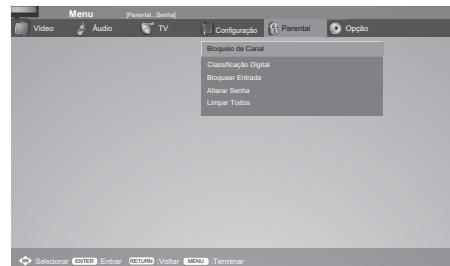 Menu [Parental...Senha]
Video Áudio TV Configuração Parental Opção
Bloqueio de Canal
Classificação Digital
Bloquear Entrada
Alterar Senha
Limpar Todos
:Selecionar ENTER :Entrar RETURN :Voltar MENU :Terminar